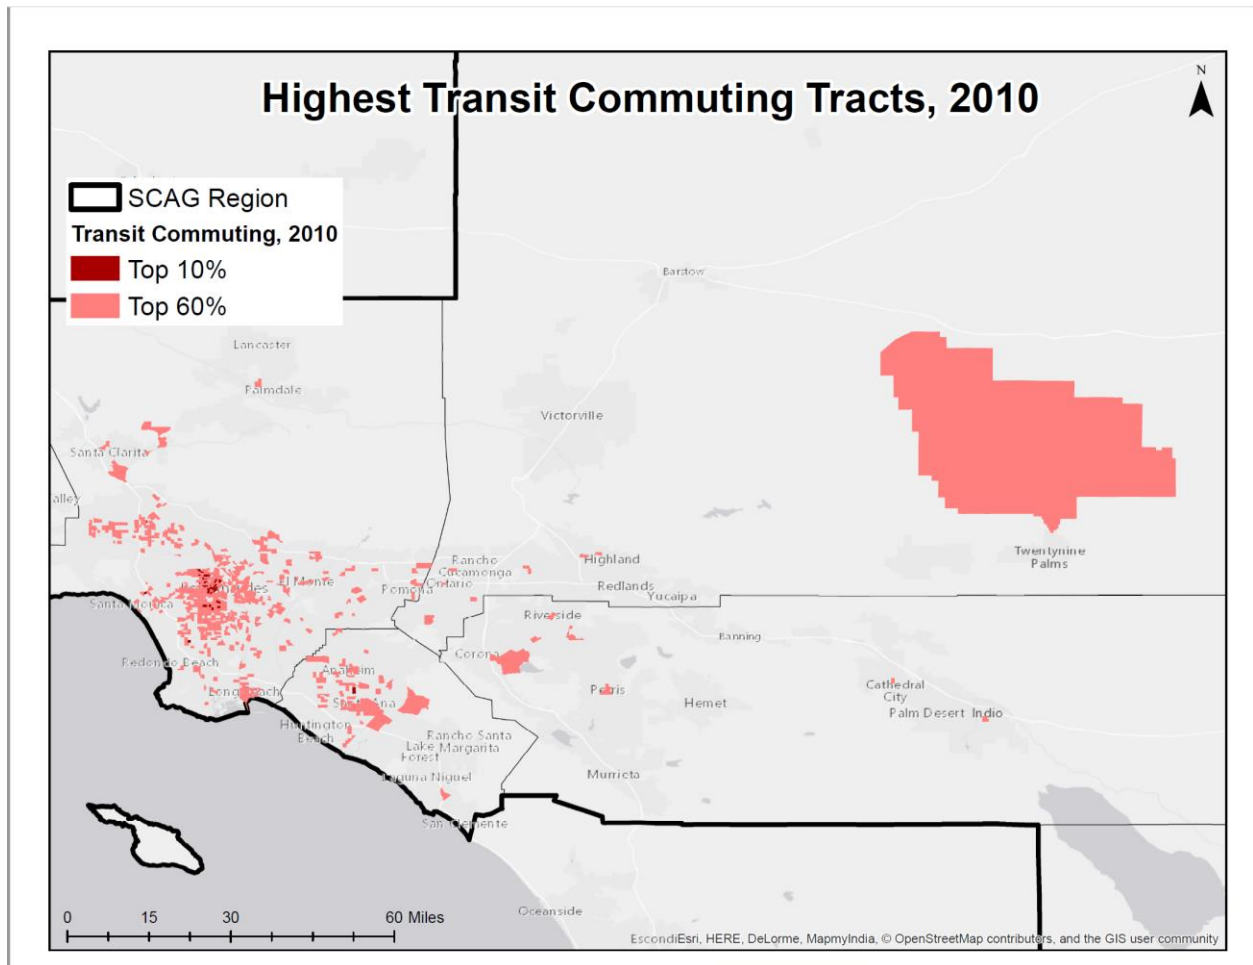 Highest Transit Commuting Tracts, 2010
N
SCAG Region
Transit Commuting, 2010
Top 10%
Top 60%
Barstow
Lancaster
Palmdale
Victorville
Santa Clarita
alley
Twentynine
Palms
Rancho
Cucamonga
Highland
El Monte
Pomona
Ontario
Redlands
Yucaipa
Santa Monica
Riverside
Banning
Corona
Redondo Beach
Anaheim
Long Beach
Santa Ana
Perris
Hemet
Cathedral
City
Palm Desert
Indio
Huntington
Beach
Rancho Santa
Margarita
Lake
Forest
Laguna Niguel
Murrieta
San Clemente
Oceanside
0 15 30 60 Miles
Escondi
Esri, HERE, DeLorme, MapmyIndia, © OpenStreetMap contributors, and the GIS user community